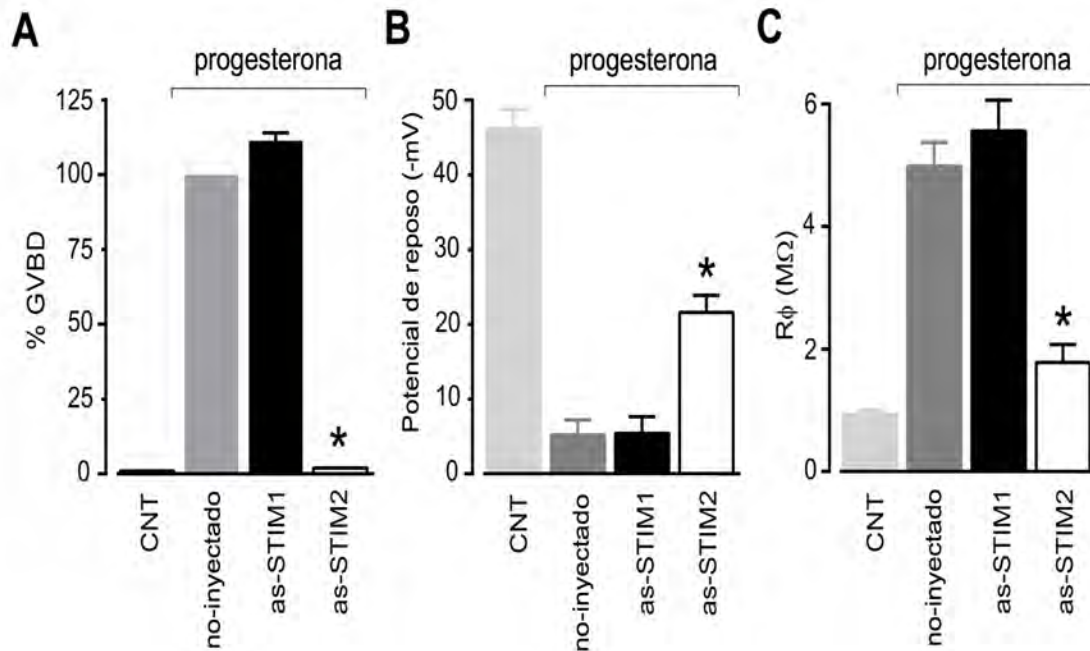 A
progesterona
% GVBD
125
100
75
50
25
0
CNT
no-inyectado
as-STIM1
as-STIM2
*
B
progesterona
Potencial de reposo (-mV)
50
40
30
20
10
0
CNT
no-inyectado
as-STIM1
as-STIM2
*
C
progesterona
Rϕ (MΩ)
6
4
2
0
CNT
no-inyectado
as-STIM1
as-STIM2
*